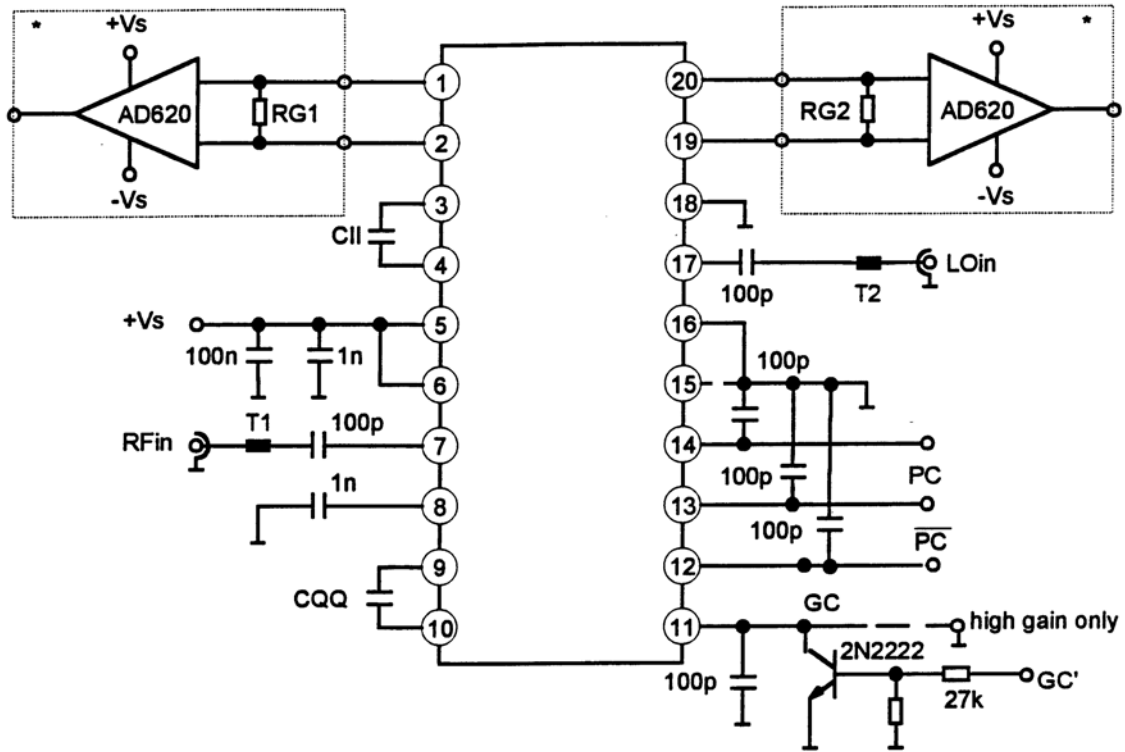 * +Vs
AD620
RG1
-Vs
+Vs *
RG2
AD620
-Vs
1
2
3
4
5
6
7
8
9
10
20
19
18
17
16
15
14
13
12
11
CII
+Vs
100n
1n
RFin
T1
100p
1n
CQQ
100p
T2
LOin
100p
100p
PC
100p
P̅C̅
GC
high gain only
2N2222
100p
27k
GC'